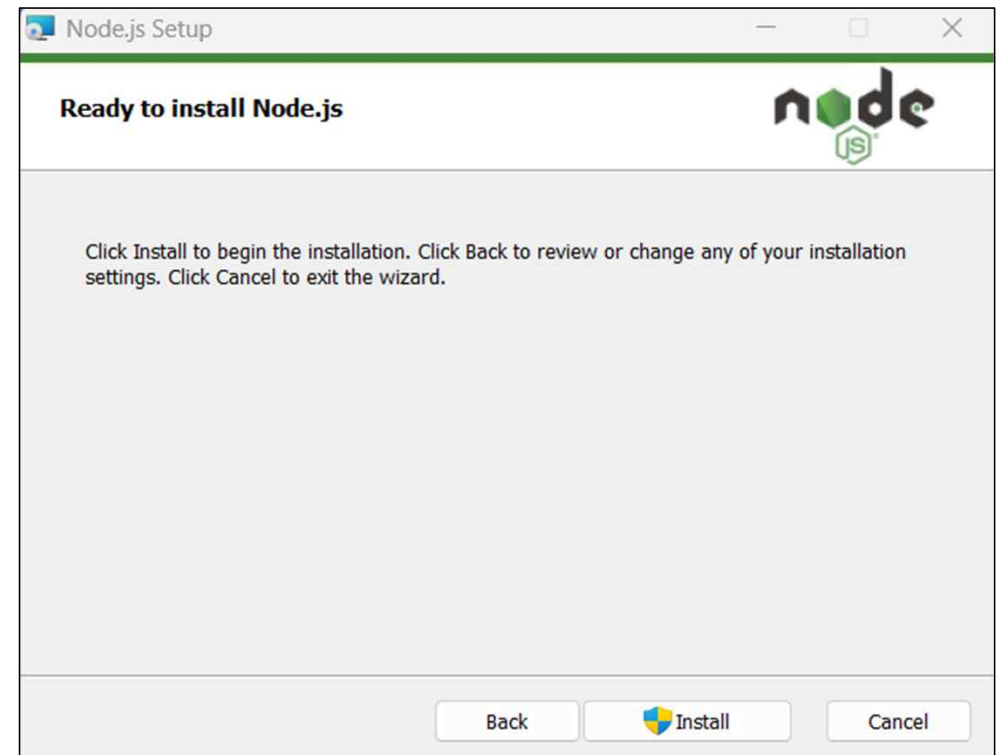 Node.js Setup
Ready to install Node.js
node
JS
Click Install to begin the installation. Click Back to review or change any of your installation
settings. Click Cancel to exit the wizard.
Back Install Cancel